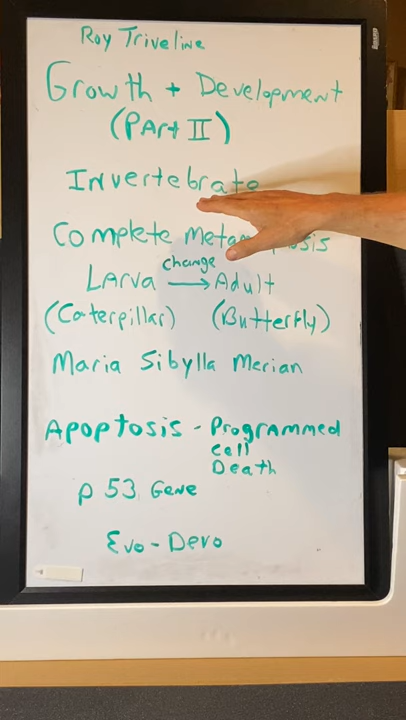 Roy Triveline
Growth + Development
(PArt II)
Invertebrate
Complete
change
Larva → Adult
(Caterpillar) (Butterfly)
Maria Sibylla Merian
Apoptosis - Programmed
cell
Death
p 53 Gene
Evo - Devo